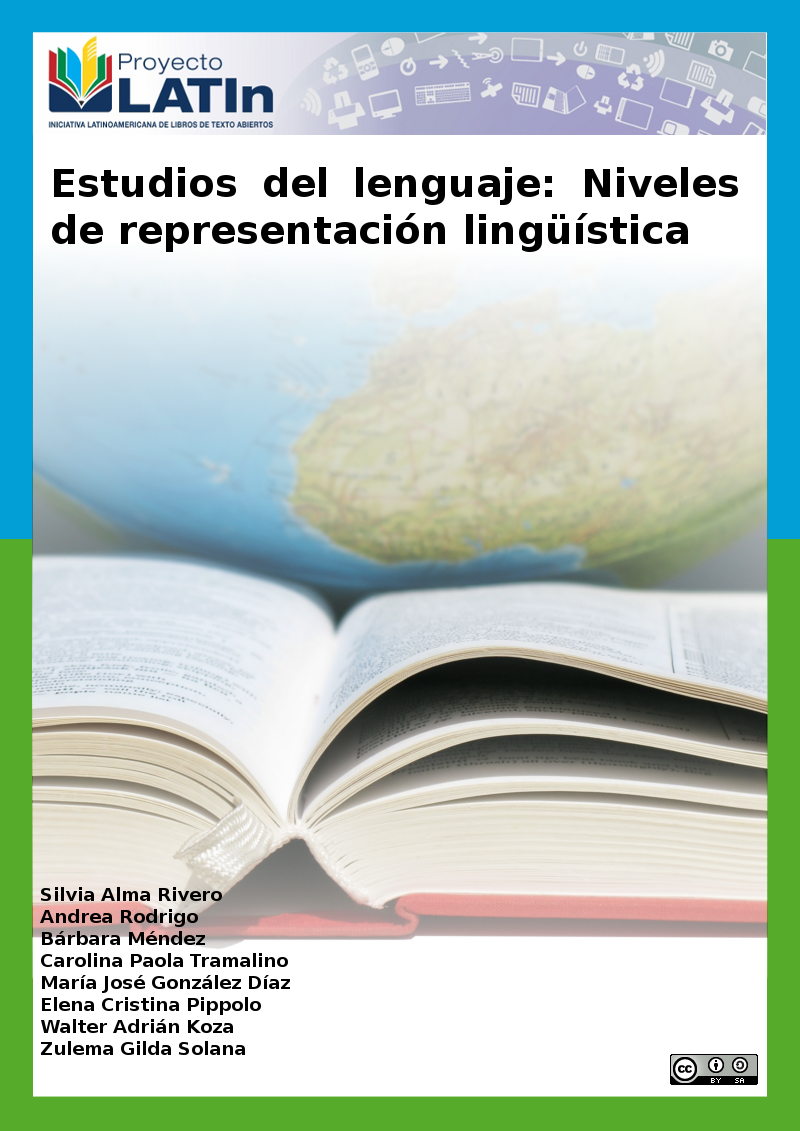 Proyecto
LATIn
INICIATIVA LATINOAMERICANA DE LIBROS DE TEXTO ABIERTOS
Estudios del lenguaje: Niveles
de representación lingüística
Silvia Alma Rivero
Andrea Rodrigo
Bárbara Méndez
Carolina Paola Tramalino
María José González Díaz
Elena Cristina Pippolo
Walter Adrián Koza
Zulema Gilda Solana
cc
BY SA